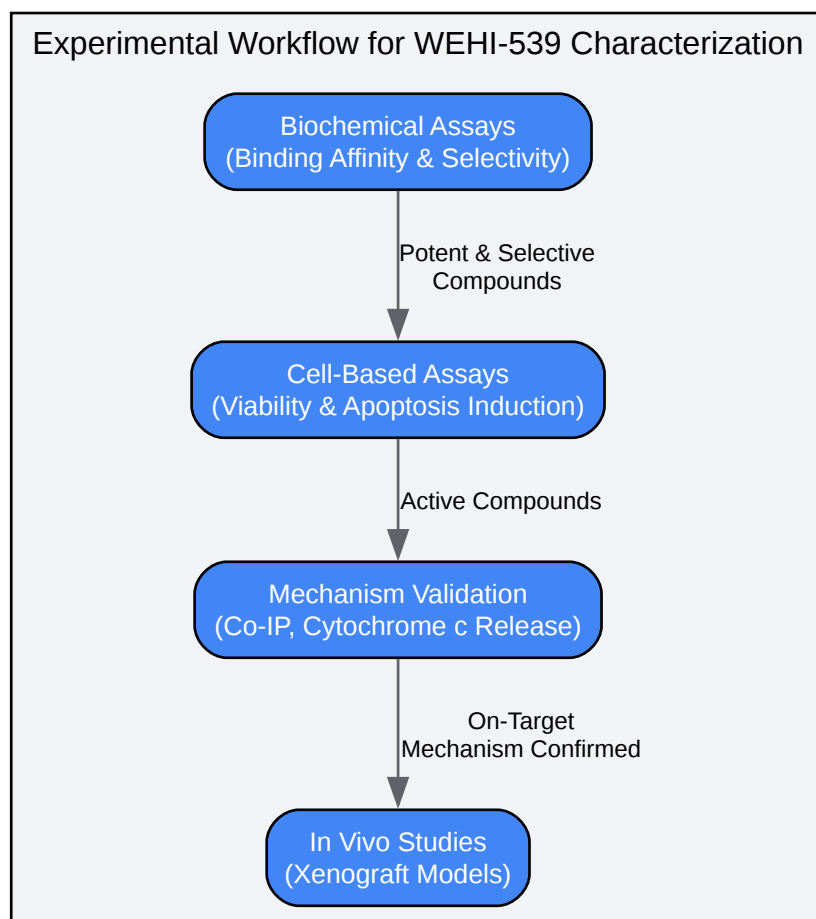 Experimental Workflow for WEHI-539 Characterization
Biochemical Assays
(Binding Affinity & Selectivity)
Potent & Selective
Compounds
Cell-Based Assays
(Viability & Apoptosis Induction)
Active Compounds
Mechanism Validation
(Co-IP, Cytochrome c Release)
On-Target
Mechanism Confirmed
In Vivo Studies
(Xenograft Models)